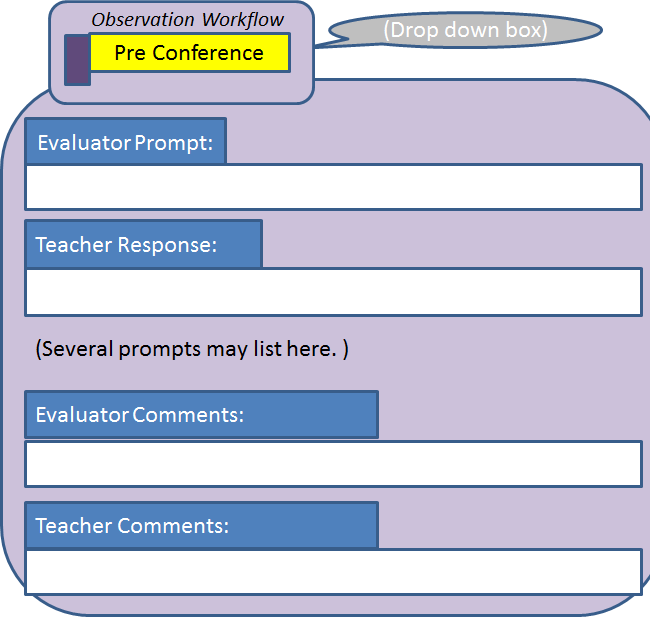 Observation Workflow
(Drop down box)
Pre Conference
Evaluator Prompt:
Teacher Response:
(Several prompts may list here. )
Evaluator Comments:
Teacher Comments: